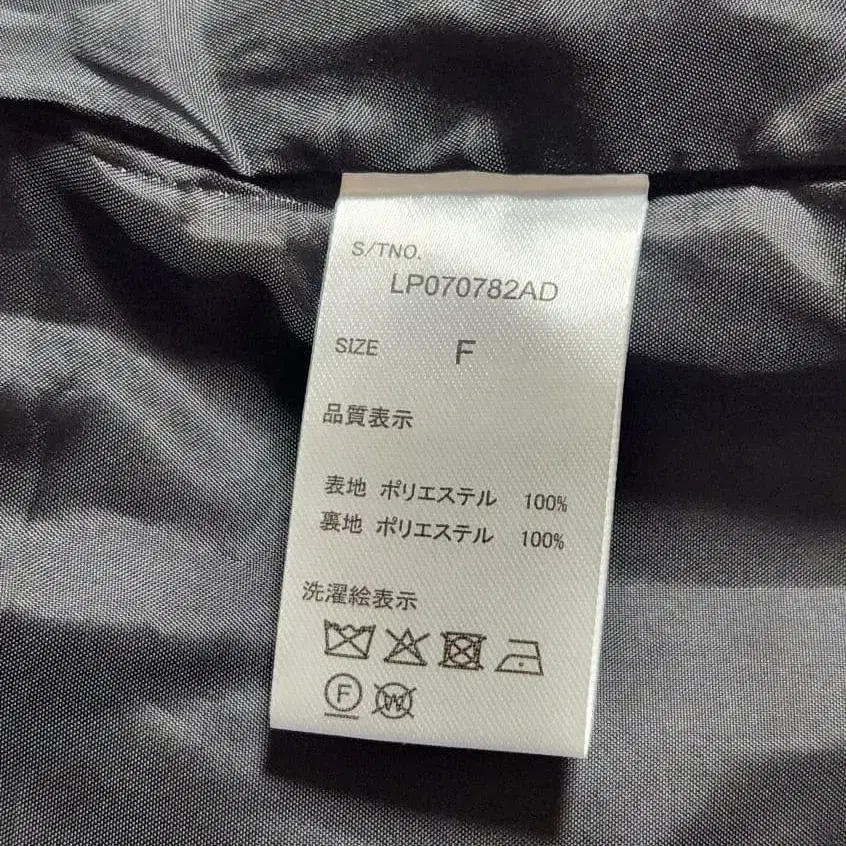 S/TNO.
LP070782AD
SIZE F
品質表示
表地 ポリエステル 100%
裏地 ポリエステル 100%
洗濯絵表示
F W